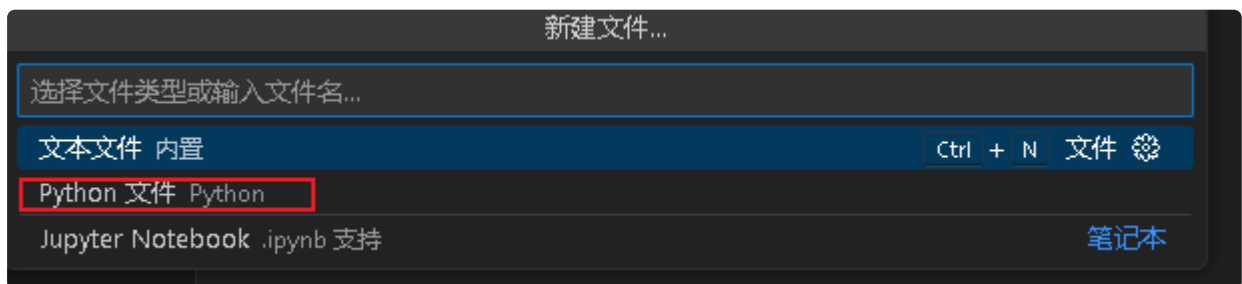 新建文件...
选择文件类型或输入文件名...
文本文件 内置 Ctrl + N 文件
Python 文件 Python
Jupyter Notebook .ipynb 支持 笔记本